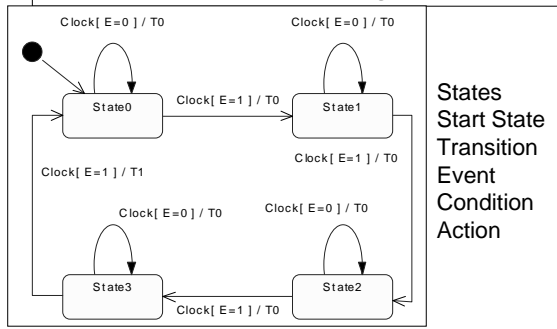 Clock[ E=0 ] / T0
Clock[ E=0 ] / T0
State0
Clock[ E=1 ] / T0
State1
Clock[ E=1 ] / T0
Clock[ E=1 ] / T1
Clock[ E=0 ] / T0
Clock[ E=0 ] / T0
State3
State2
Clock[ E=1 ] / T0
States
Start State
Transition
Event
Condition
Action